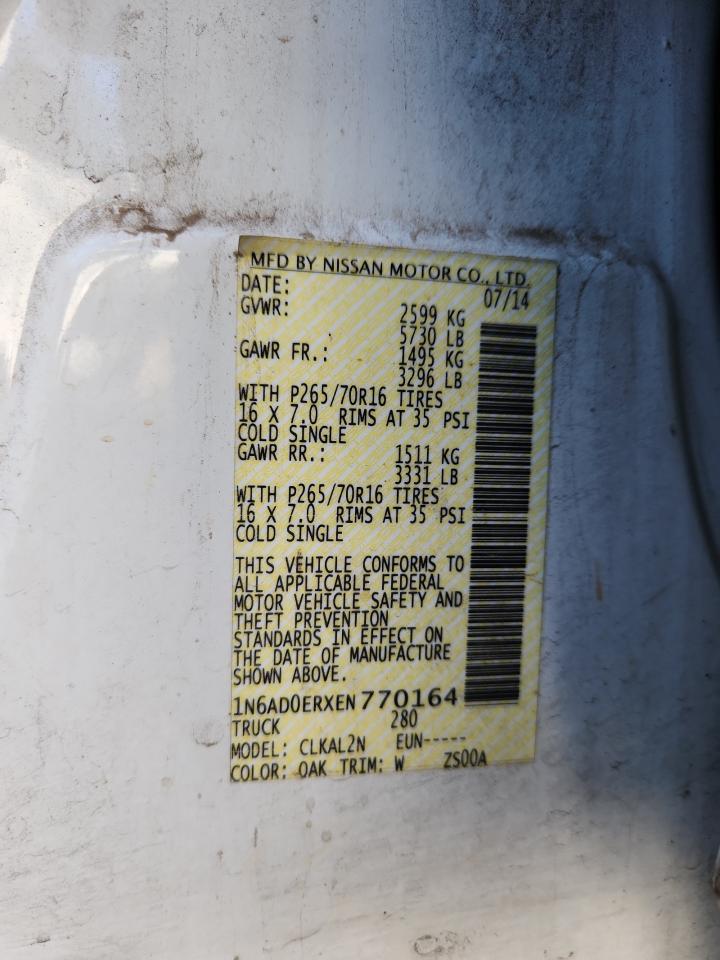 MFD BY NISSAN MOTOR CO., LTD.
DATE: 07/14
GVWR: 2599 KG
5730 LB
GAWR FR.: 1495 KG
3296 LB
WITH P265/70R16 TIRES
16 X 7.0 RIMS AT 35 PSI
COLD SINGLE
GAWR RR.: 1511 KG
3331 LB
WITH P265/70R16 TIRES
16 X 7.0 RIMS AT 35 PSI
COLD SINGLE
THIS VEHICLE CONFORMS TO
ALL APPLICABLE FEDERAL
MOTOR VEHICLE SAFETY AND
THEFT PREVENTION
STANDARDS IN EFFECT ON
THE DATE OF MANUFACTURE
SHOWN ABOVE.
1N6AD0ERXEN770164
TRUCK 280
MODEL: CLKAL2N EUN-----
COLOR: QAK TRIM: W ZS00A